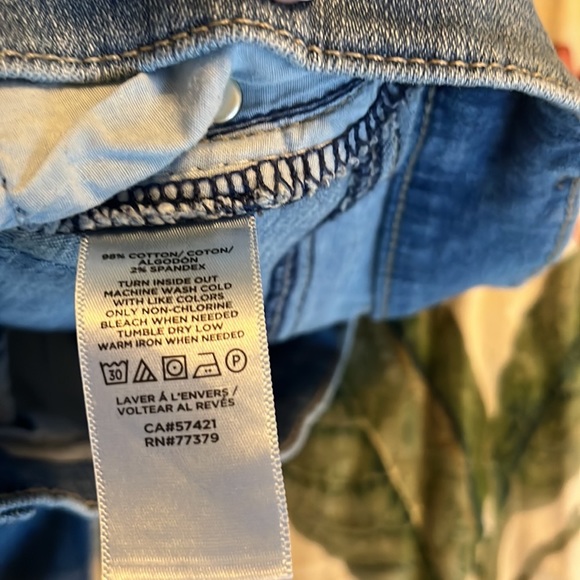 98% COTTON/ COTON/
ALGODÓN
2% SPANDEX
TURN INSIDE OUT
MACHINE WASH COLD
WITH LIKE COLORS
ONLY NON-CHLORINE
BLEACH WHEN NEEDED
TUMBLE DRY LOW
WARM IRON WHEN NEEDED
30 P
LAVER Á L'ENVERS/
VOLTEAR AL REVÉS
CA#57421
RN#77379